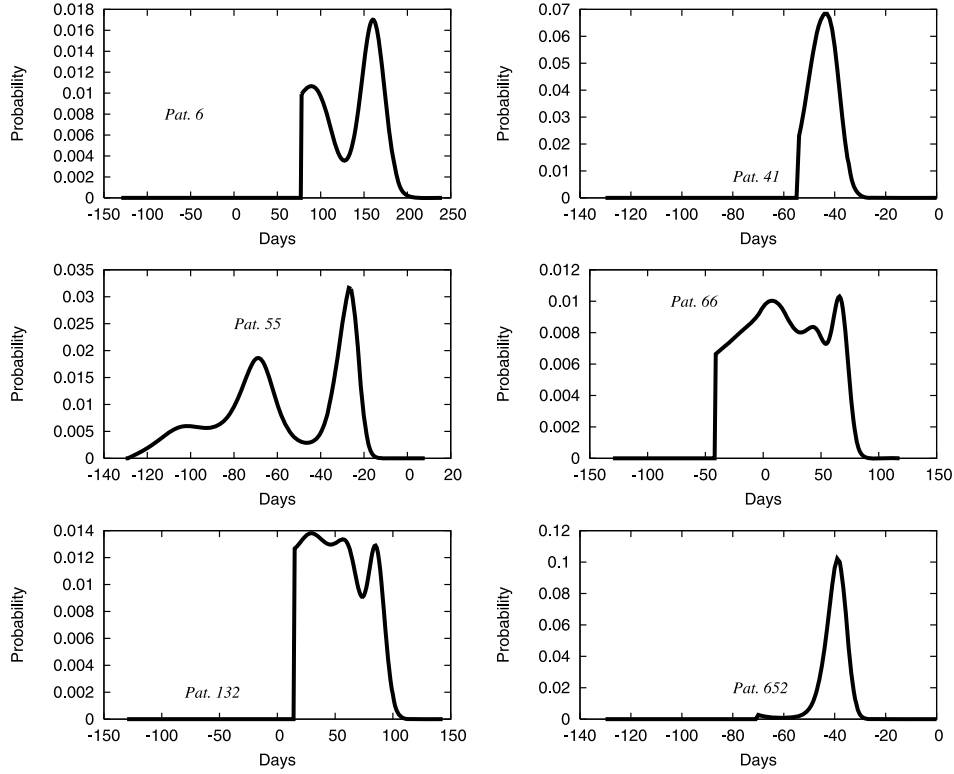 Probability
0.018
0.016
0.014
0.012
0.01
0.008
0.006
0.004
0.002
0
Pat. 6
-150 -100 -50 0 50 100 150 200 250
Days
Probability
0.07
0.06
0.05
0.04
0.03
0.02
0.01
0
Pat. 41
-140 -120 -100 -80 -60 -40 -20 0
Days
Probability
0.035
0.03
0.025
0.02
0.015
0.01
0.005
0
Pat. 55
-140 -120 -100 -80 -60 -40 -20 0 20
Days
Probability
0.012
0.01
0.008
0.006
0.004
0.002
0
Pat. 66
-150 -100 -50 0 50 100 150
Days
Probability
0.014
0.012
0.01
0.008
0.006
0.004
0.002
0
Pat. 132
-150 -100 -50 0 50 100 150
Days
Probability
0.12
0.1
0.08
0.06
0.04
0.02
0
Pat. 652
-140 -120 -100 -80 -60 -40 -20 0
Days